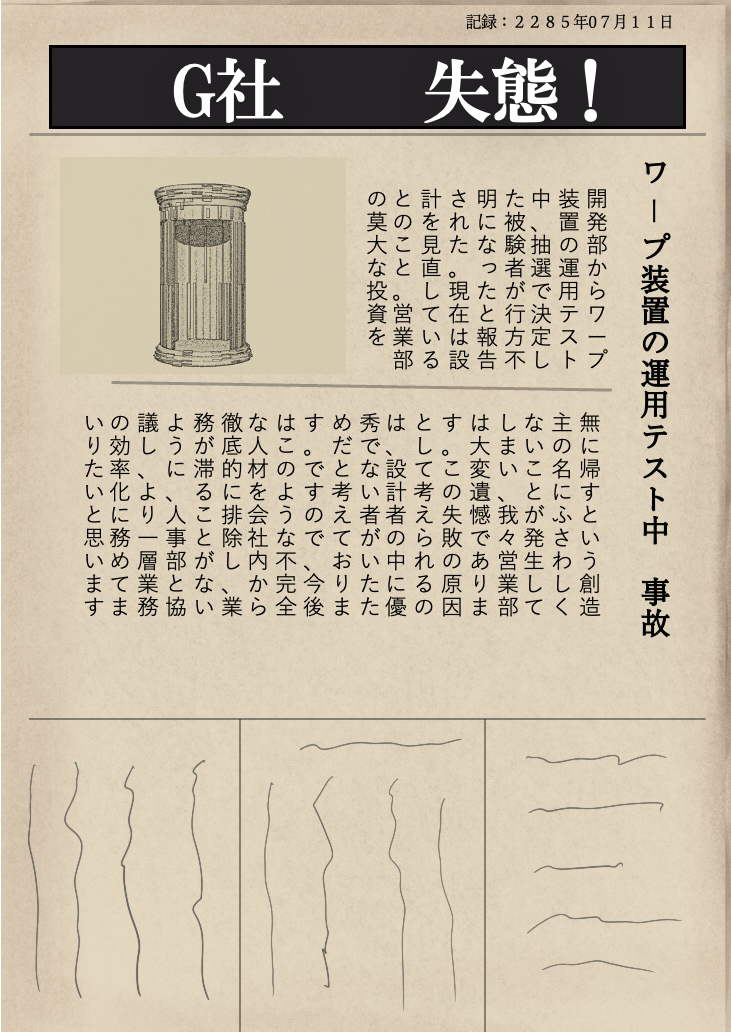 記録：２２８５年０７月１１日
G社　　失態！
ワープ装置の運用テスト中　事故
開発部からワープ
装置の運用テスト
中、抽選で決定し
た被験者が行方不
明になったと報告
された。現在は設
計を見直している
とのこと。営業部
の莫大な投資を
無に帰すという創造
主の名にふさわしく
ないことが発生して
しまい、我々営業部
は大変遺憾でありま
す。この失敗の原因
として考えられるの
は、設計者の中に優
秀でない者がいたた
めだと考えておりま
す。ですので、今後
はこのような不完全
な人材を会社内から
徹底的に排除し、業
務が滞ることがない
ように、人事部と協
議し、より一層業務
の効率化に務めてま
いりたいと思います